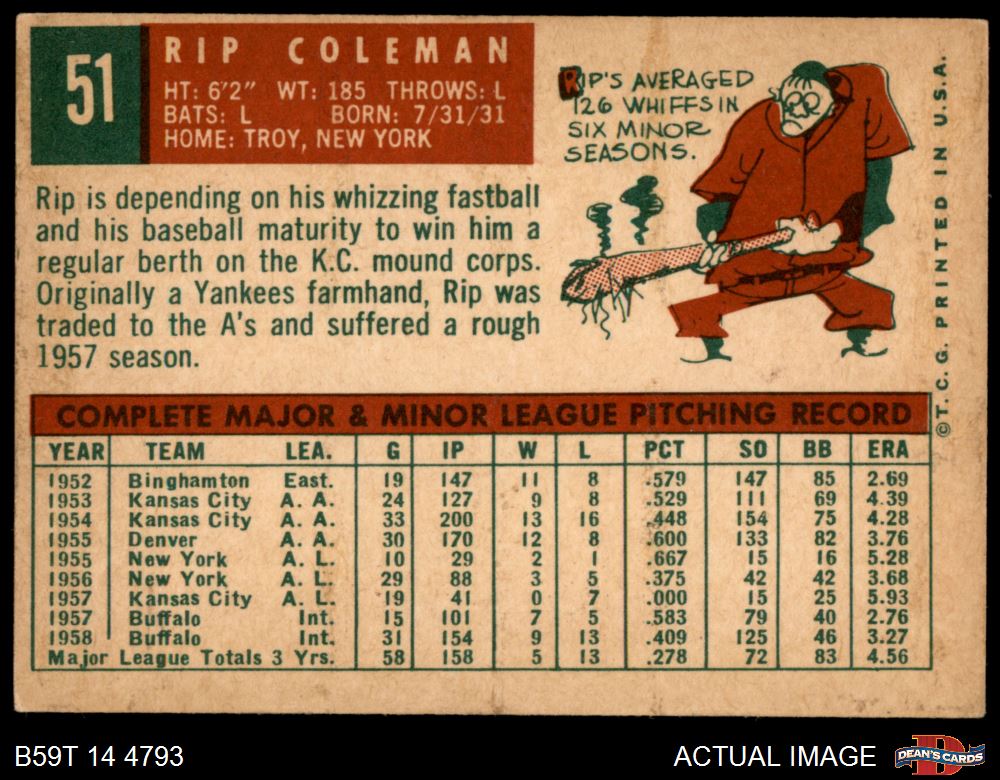 51
RIP COLEMAN
HT: 6'2" WT: 185 THROWS: L
BATS: L BORN: 7/31/31
HOME: TROY, NEW YORK
RIP'S AVERAGED
126 WHIFFS IN
SIX MINOR
SEASONS.
Rip is depending on his whizzing fastball
and his baseball maturity to win him a
regular berth on the K.C. mound corps.
Originally a Yankees farmhand, Rip was
traded to the A's and suffered a rough
1957 season.
©T. C. G. PRINTED IN U.S.A.
COMPLETE MAJOR & MINOR LEAGUE PITCHING RECORD
YEAR TEAM LEA. G IP W L PCT SO BB ERA
1952 Binghamton East. 19 147 11 8 .579 147 85 2.69
1953 Kansas City A. A. 24 127 9 8 .529 111 69 4.39
1954 Kansas City A. A. 33 200 13 16 .448 154 75 4.28
1955 Denver A. A. 30 170 12 8 .600 133 82 3.76
1955 New York A. L. 10 29 2 1 .667 15 16 5.28
1956 New York A. L. 29 88 3 5 .375 42 42 3.68
1957 Kansas City A. L. 19 41 0 7 .000 15 25 5.93
1957 Buffalo Int. 15 101 7 5 .583 79 40 2.76
1958 Buffalo Int. 31 154 9 13 .409 125 46 3.27
Major League Totals 3 Yrs. 58 158 5 13 .278 72 83 4.56
B59T 14 4793
ACTUAL IMAGE
D
DEAN'S CARDS